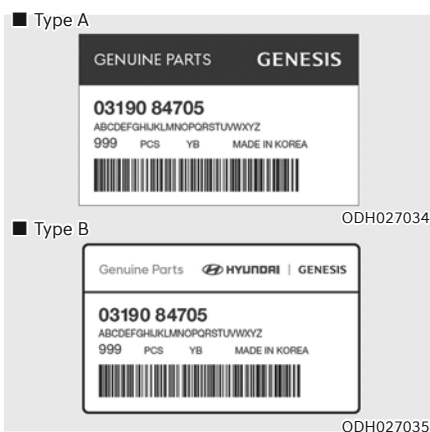 ■ Type A
GENUINE PARTS GENESIS
03190 84705
ABCDEFGHIJKLMNOPQRSTUVWXYZ
999 PCS YB MADE IN KOREA
ODH027034
■ Type B
Genuine Parts HYUNDAI | GENESIS
03190 84705
ABCDEFGHIJKLMNOPQRSTUVWXYZ
999 PCS YB MADE IN KOREA
ODH027035